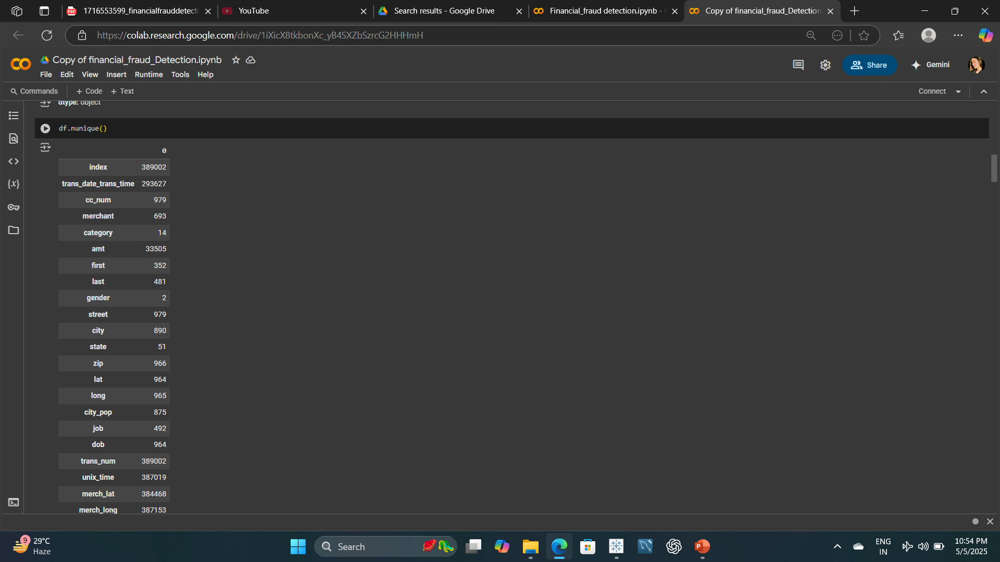 1716553599_financialfrauddetecti
YouTube
Search results - Google Drive
Financial_fraud detection.ipynb -
Copy of financial_fraud_Detection
https://colab.research.google.com/drive/1iXicX8tkbonXc_yB4SXZbSzrcG2HHHmH
Copy of financial_fraud_Detection.ipynb
File Edit View Insert Runtime Tools Help
Share
Gemini
Commands + Code + Text
Connect
dtype: object
df.nunique()
0
index 389002
trans_date_trans_time 293627
cc_num 979
merchant 693
category 14
amt 33505
first 352
last 481
gender 2
street 979
city 890
state 51
zip 966
lat 964
long 965
city_pop 875
job 492
dob 964
trans_num 389002
unix_time 387019
merch_lat 384468
merch_long 387153
9
29°C
Haze
Search
ENG
IN
10:54 PM
5/5/2025